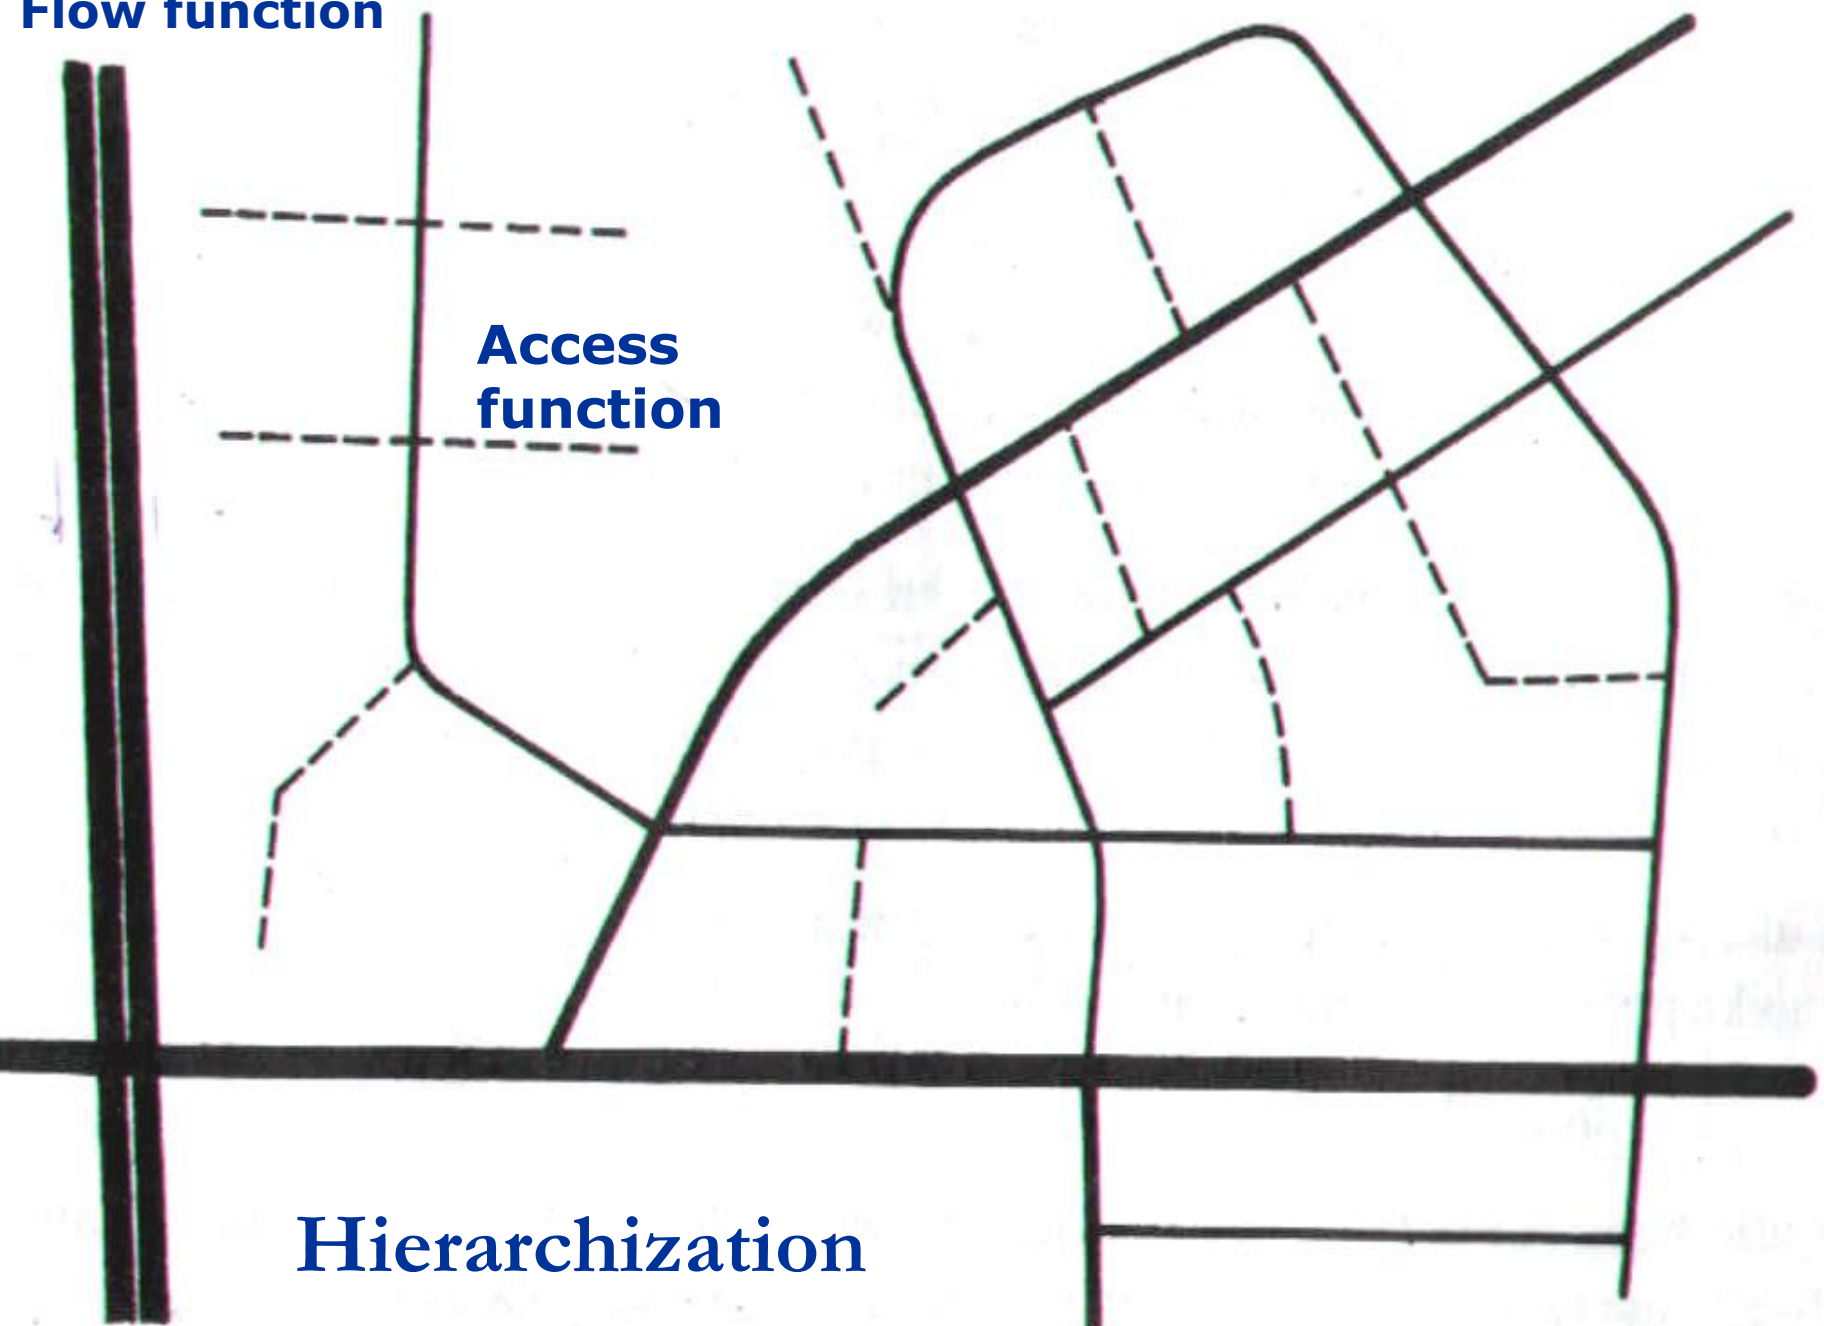 Flow function
Access
function
Hierarchization